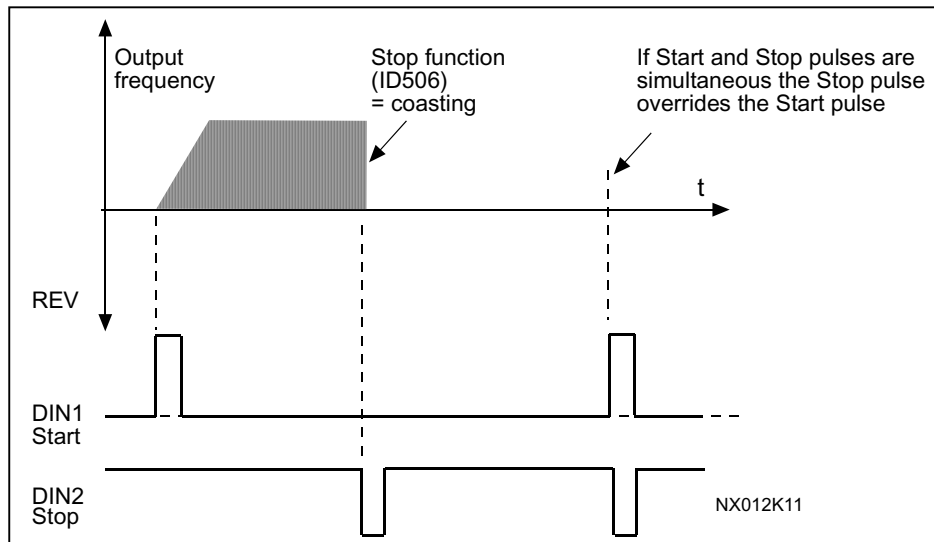 Output
frequency
Stop function
(ID506)
= coasting
If Start and Stop pulses are
simultaneous the Stop pulse
overrides the Start pulse
t
REV
DIN1
Start
DIN2
Stop
NX012K11